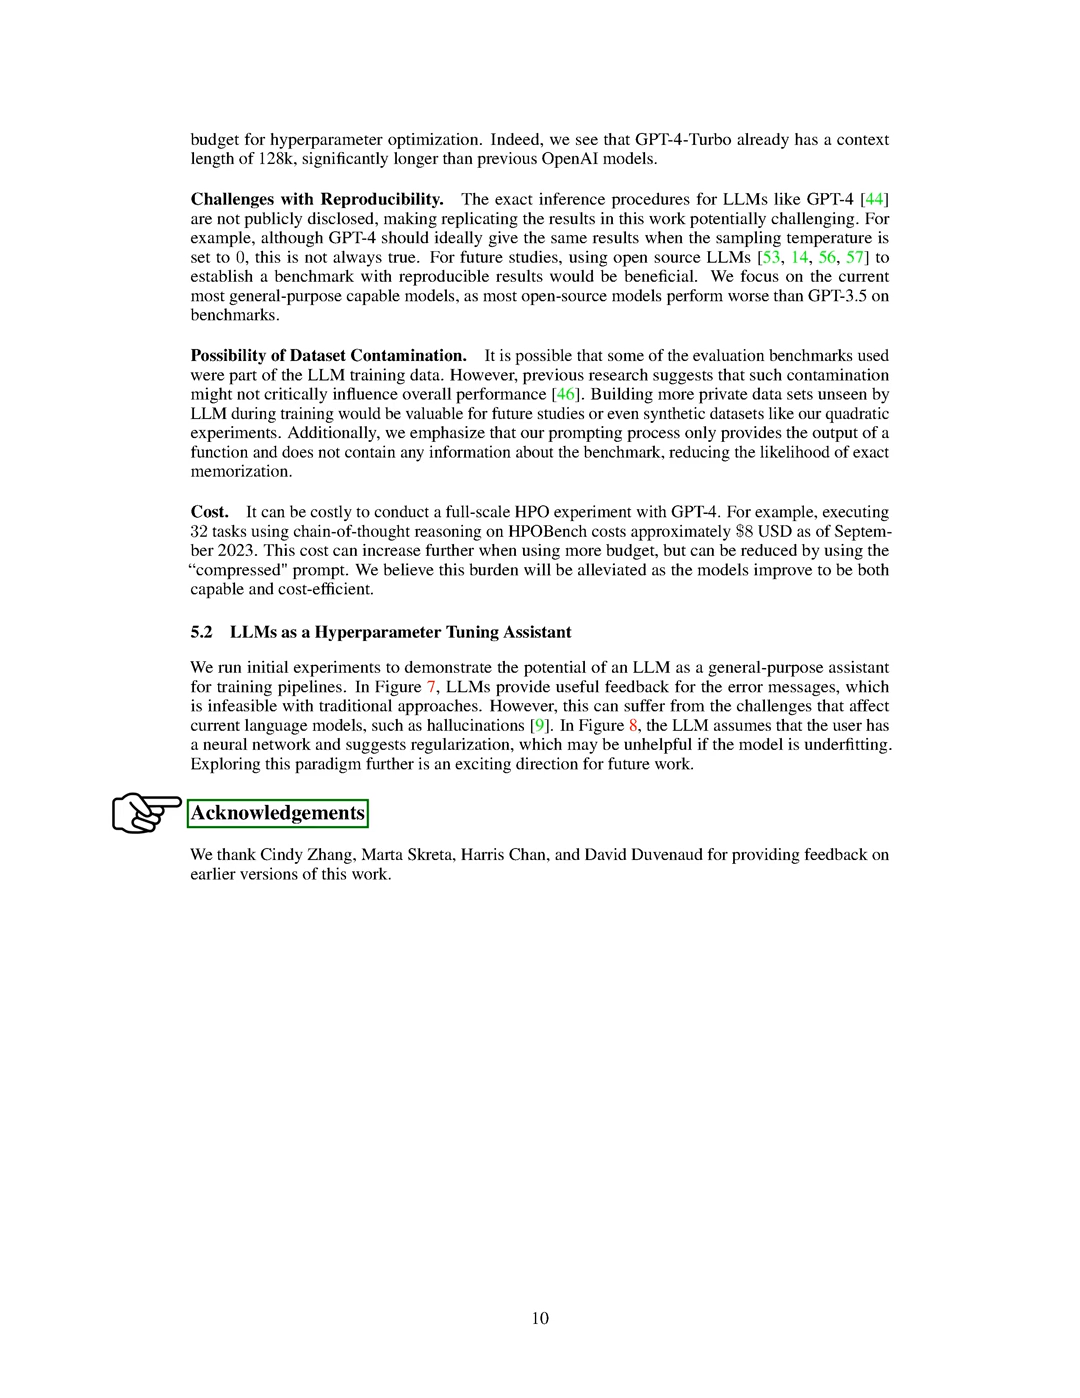 budget for hyperparameter optimization. Indeed, we see that GPT-4-Turbo already has a context
length of 128k, significantly longer than previous OpenAI models.
Challenges with Reproducibility. The exact inference procedures for LLMs like GPT-4 [44]
are not publicly disclosed, making replicating the results in this work potentially challenging. For
example, although GPT-4 should ideally give the same results when the sampling temperature is
set to 0, this is not always true. For future studies, using open source LLMs [53, 14, 56, 57] to
establish a benchmark with reproducible results would be beneficial. We focus on the current
most general-purpose capable models, as most open-source models perform worse than GPT-3.5 on
benchmarks.
Possibility of Dataset Contamination. It is possible that some of the evaluation benchmarks used
were part of the LLM training data. However, previous research suggests that such contamination
might not critically influence overall performance [46]. Building more private data sets unseen by
LLM during training would be valuable for future studies or even synthetic datasets like our quadratic
experiments. Additionally, we emphasize that our prompting process only provides the output of a
function and does not contain any information about the benchmark, reducing the likelihood of exact
memorization.
Cost. It can be costly to conduct a full-scale HPO experiment with GPT-4. For example, executing
32 tasks using chain-of-thought reasoning on HPOBench costs approximately $8 USD as of Septem-
ber 2023. This cost can increase further when using more budget, but can be reduced by using the
“compressed" prompt. We believe this burden will be alleviated as the models improve to be both
capable and cost-efficient.
5.2 LLMs as a Hyperparameter Tuning Assistant
We run initial experiments to demonstrate the potential of an LLM as a general-purpose assistant
for training pipelines. In Figure 7, LLMs provide useful feedback for the error messages, which
is infeasible with traditional approaches. However, this can suffer from the challenges that affect
current language models, such as hallucinations [9]. In Figure 8, the LLM assumes that the user has
a neural network and suggests regularization, which may be unhelpful if the model is underfitting.
Exploring this paradigm further is an exciting direction for future work.
Acknowledgements
We thank Cindy Zhang, Marta Skreta, Harris Chan, and David Duvenaud for providing feedback on
earlier versions of this work.
10